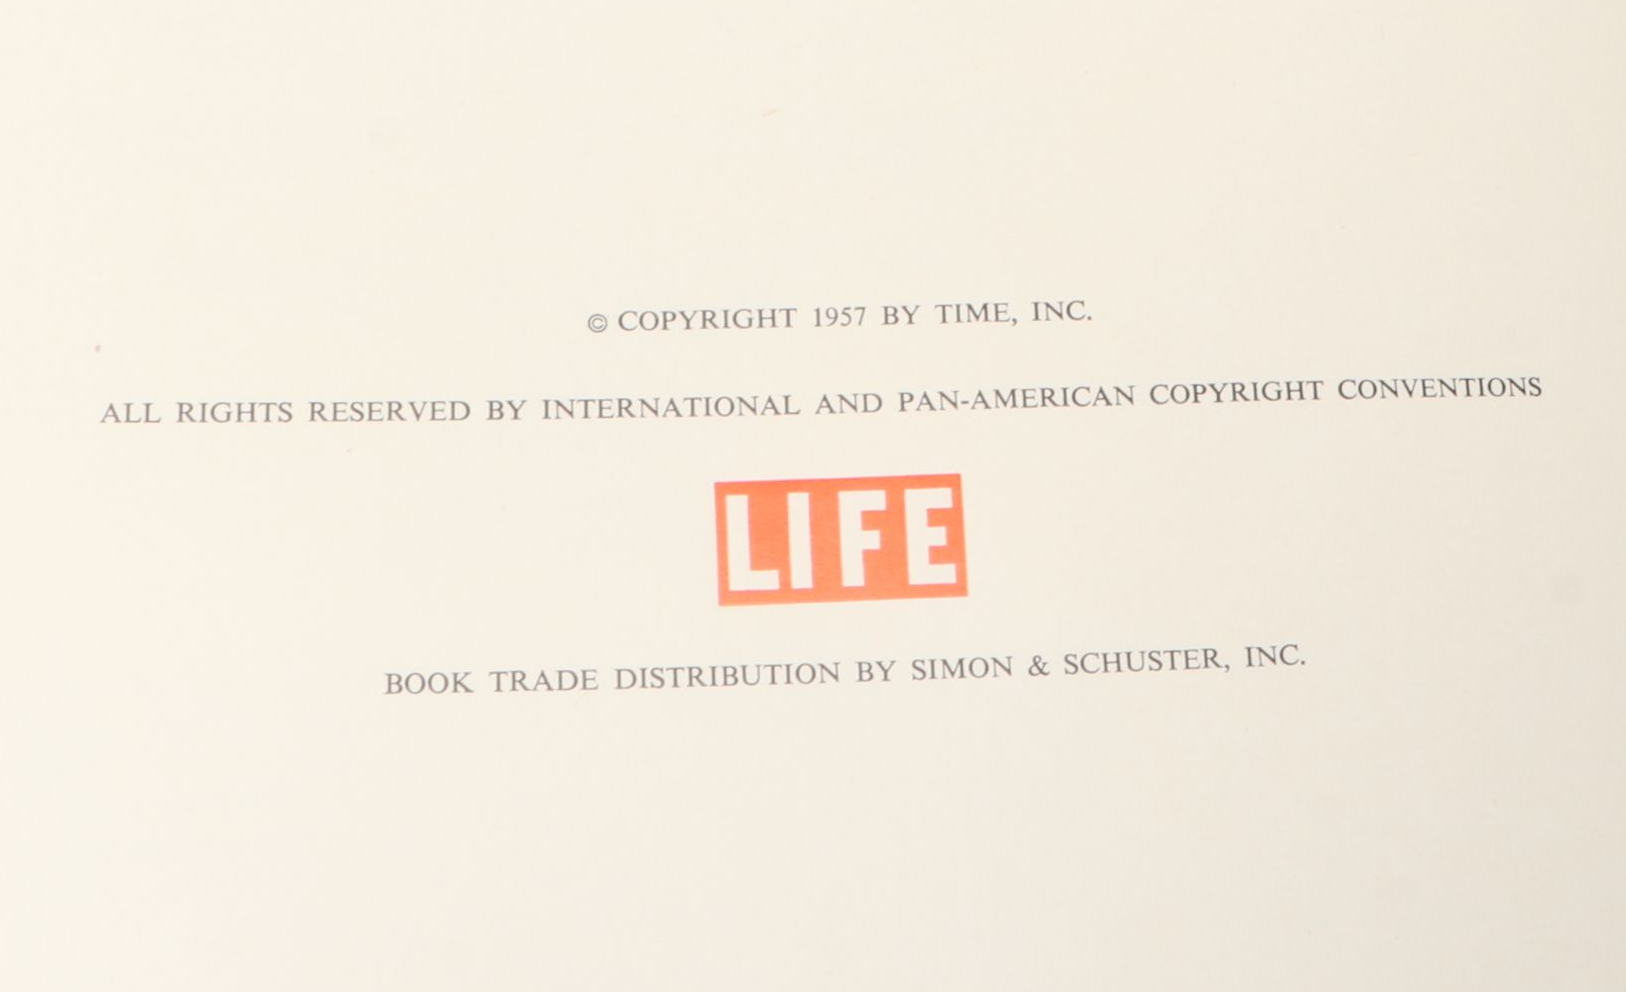 © COPYRIGHT 1957 BY TIME, INC.
ALL RIGHTS RESERVED BY INTERNATIONAL AND PAN-AMERICAN COPYRIGHT CONVENTIONS
LIFE
BOOK TRADE DISTRIBUTION BY SIMON & SCHUSTER, INC.